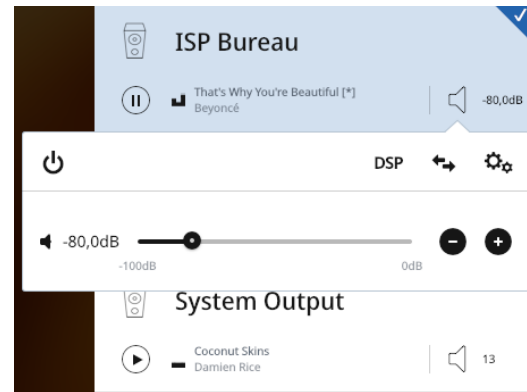 ISP Bureau
That's Why You're Beautiful [*]
Beyoncé
-80,0dB
DSP
-80,0dB
-100dB
0dB
System Output
Coconut Skins
Damien Rice
13